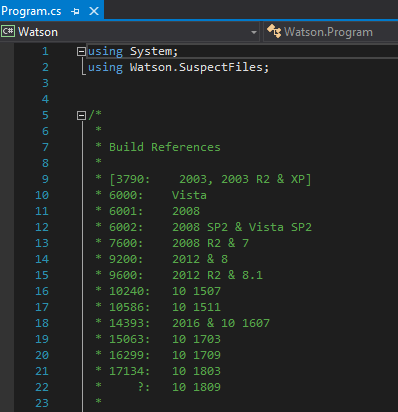 Program.cs
C# Watson Watson.Program
1 using System;
2 using Watson.SuspectFiles;
3
4
5 /*
6 *
7 * Build References
8 *
9 * [3790: 2003, 2003 R2 & XP]
10 * 6000: Vista
11 * 6001: 2008
12 * 6002: 2008 SP2 & Vista SP2
13 * 7600: 2008 R2 & 7
14 * 9200: 2012 & 8
15 * 9600: 2012 R2 & 8.1
16 * 10240: 10 1507
17 * 10586: 10 1511
18 * 14393: 2016 & 10 1607
19 * 15063: 10 1703
20 * 16299: 10 1709
21 * 17134: 10 1803
22 * ?: 10 1809
23 *